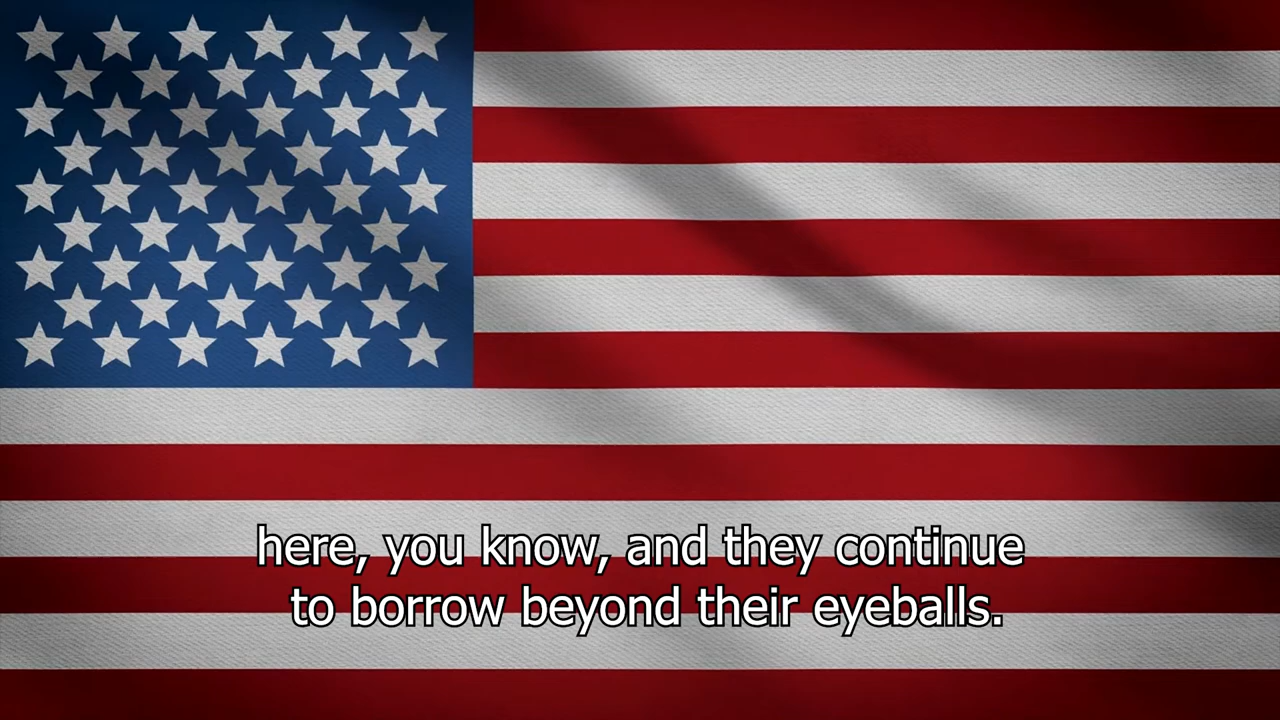 here, you know, and they continue
to borrow beyond their eyeballs.